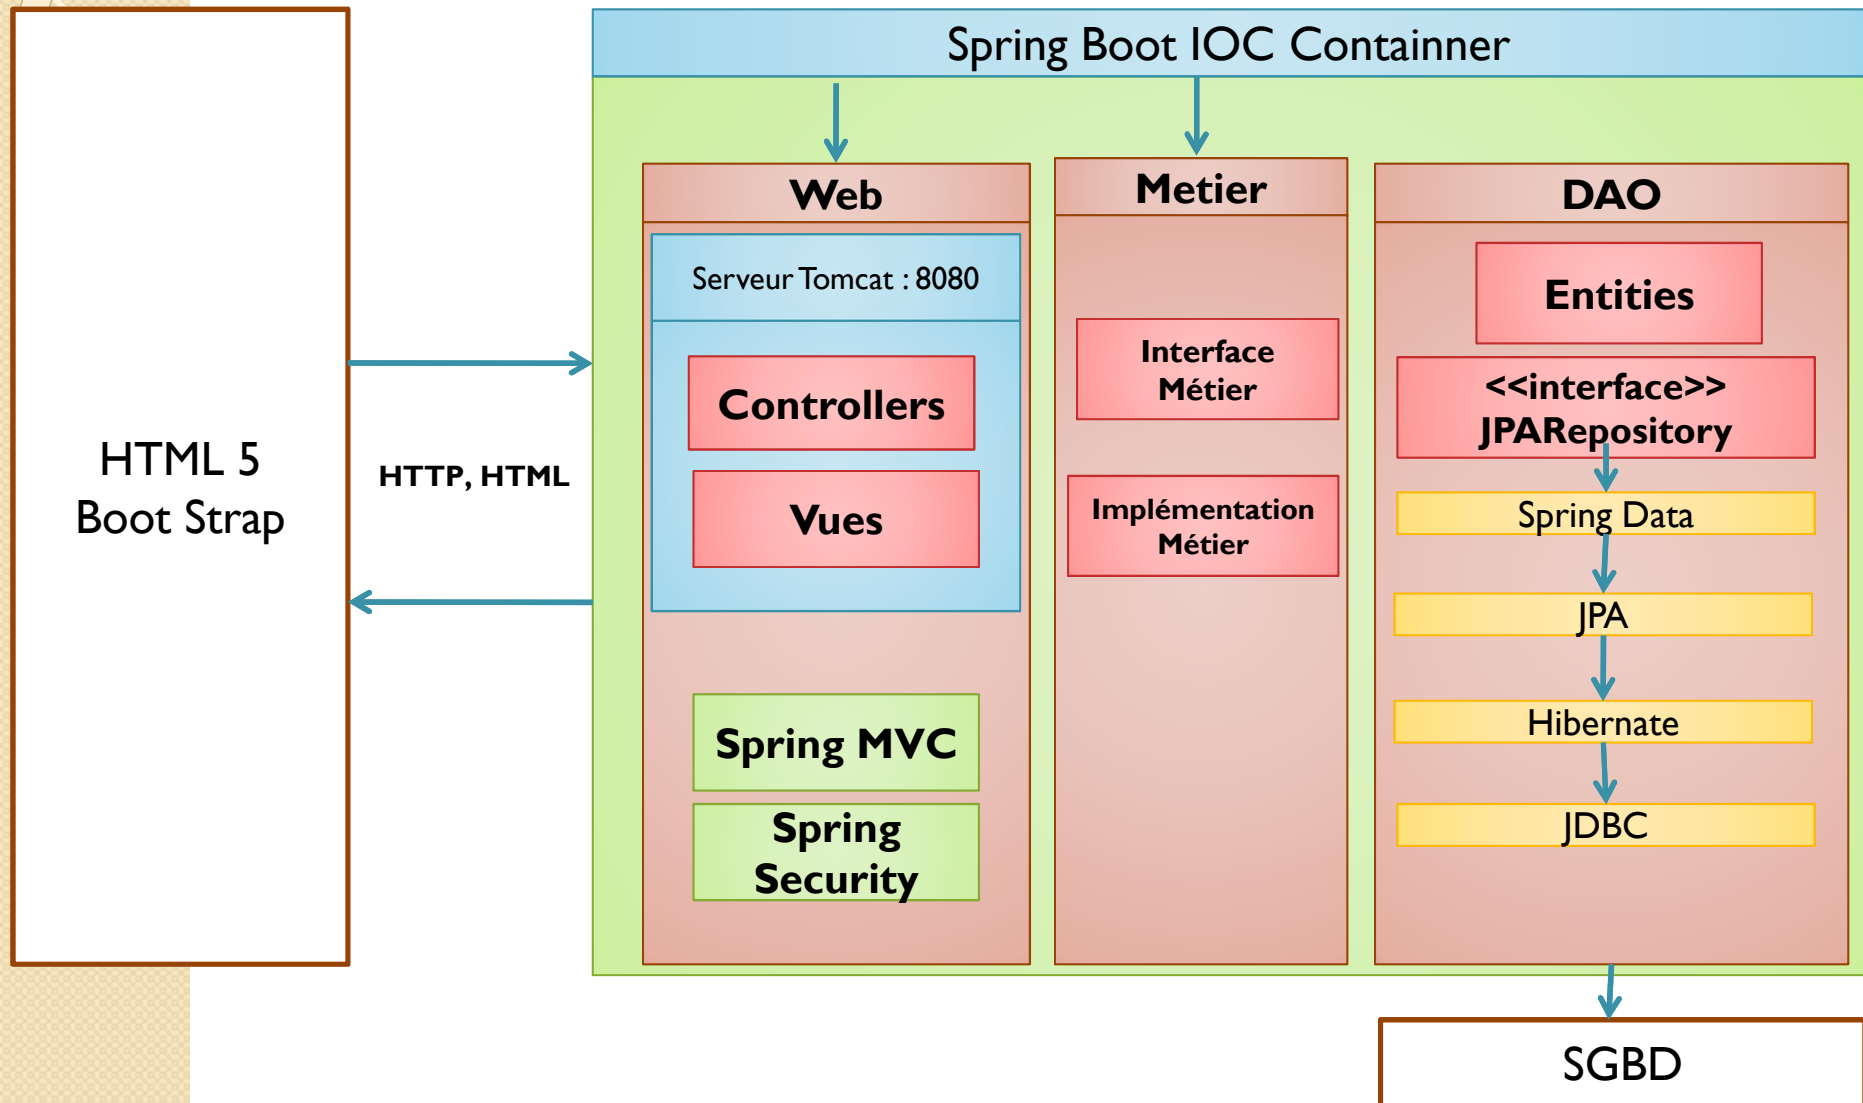 Spring Boot IOC Containner
HTML 5
Boot Strap
HTTP, HTML
Web
Serveur Tomcat : 8080
Controllers
Vues
Spring MVC
Spring
Security
Metier
Interface
Métier
Implémentation
Métier
DAO
Entities
<<interface>>
JPARepository
Spring Data
JPA
Hibernate
JDBC
SGBD